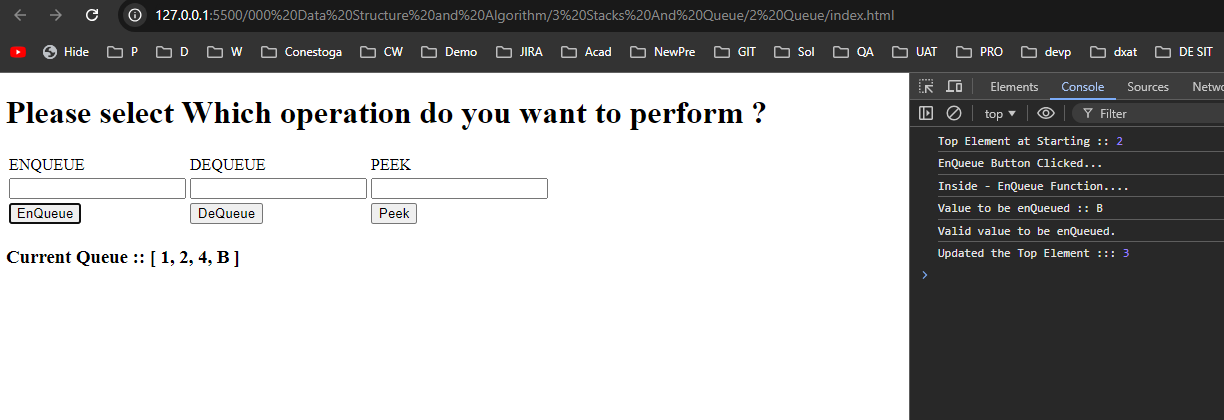 127.0.0.1:5500/000%20Data%20Structure%20and%20Algorithm/3%20Stacks%20And%20Queue/2%20Queue/index.html
Hide P D W Conestoga CW Demo JIRA Acad NewPre GIT Sol QA UAT PRO devp dxat DE SIT
Elements Console Sources Netwo
top Filter
Please select Which operation do you want to perform ?
ENQUEUE DEQUEUE PEEK
EnQueue DeQueue Peek
Current Queue :: [ 1, 2, 4, B ]
Top Element at Starting :: 2
EnQueue Button Clicked...
Inside - EnQueue Function....
Value to be enQueued :: B
Valid value to be enQueued.
Updated the Top Element ::: 3